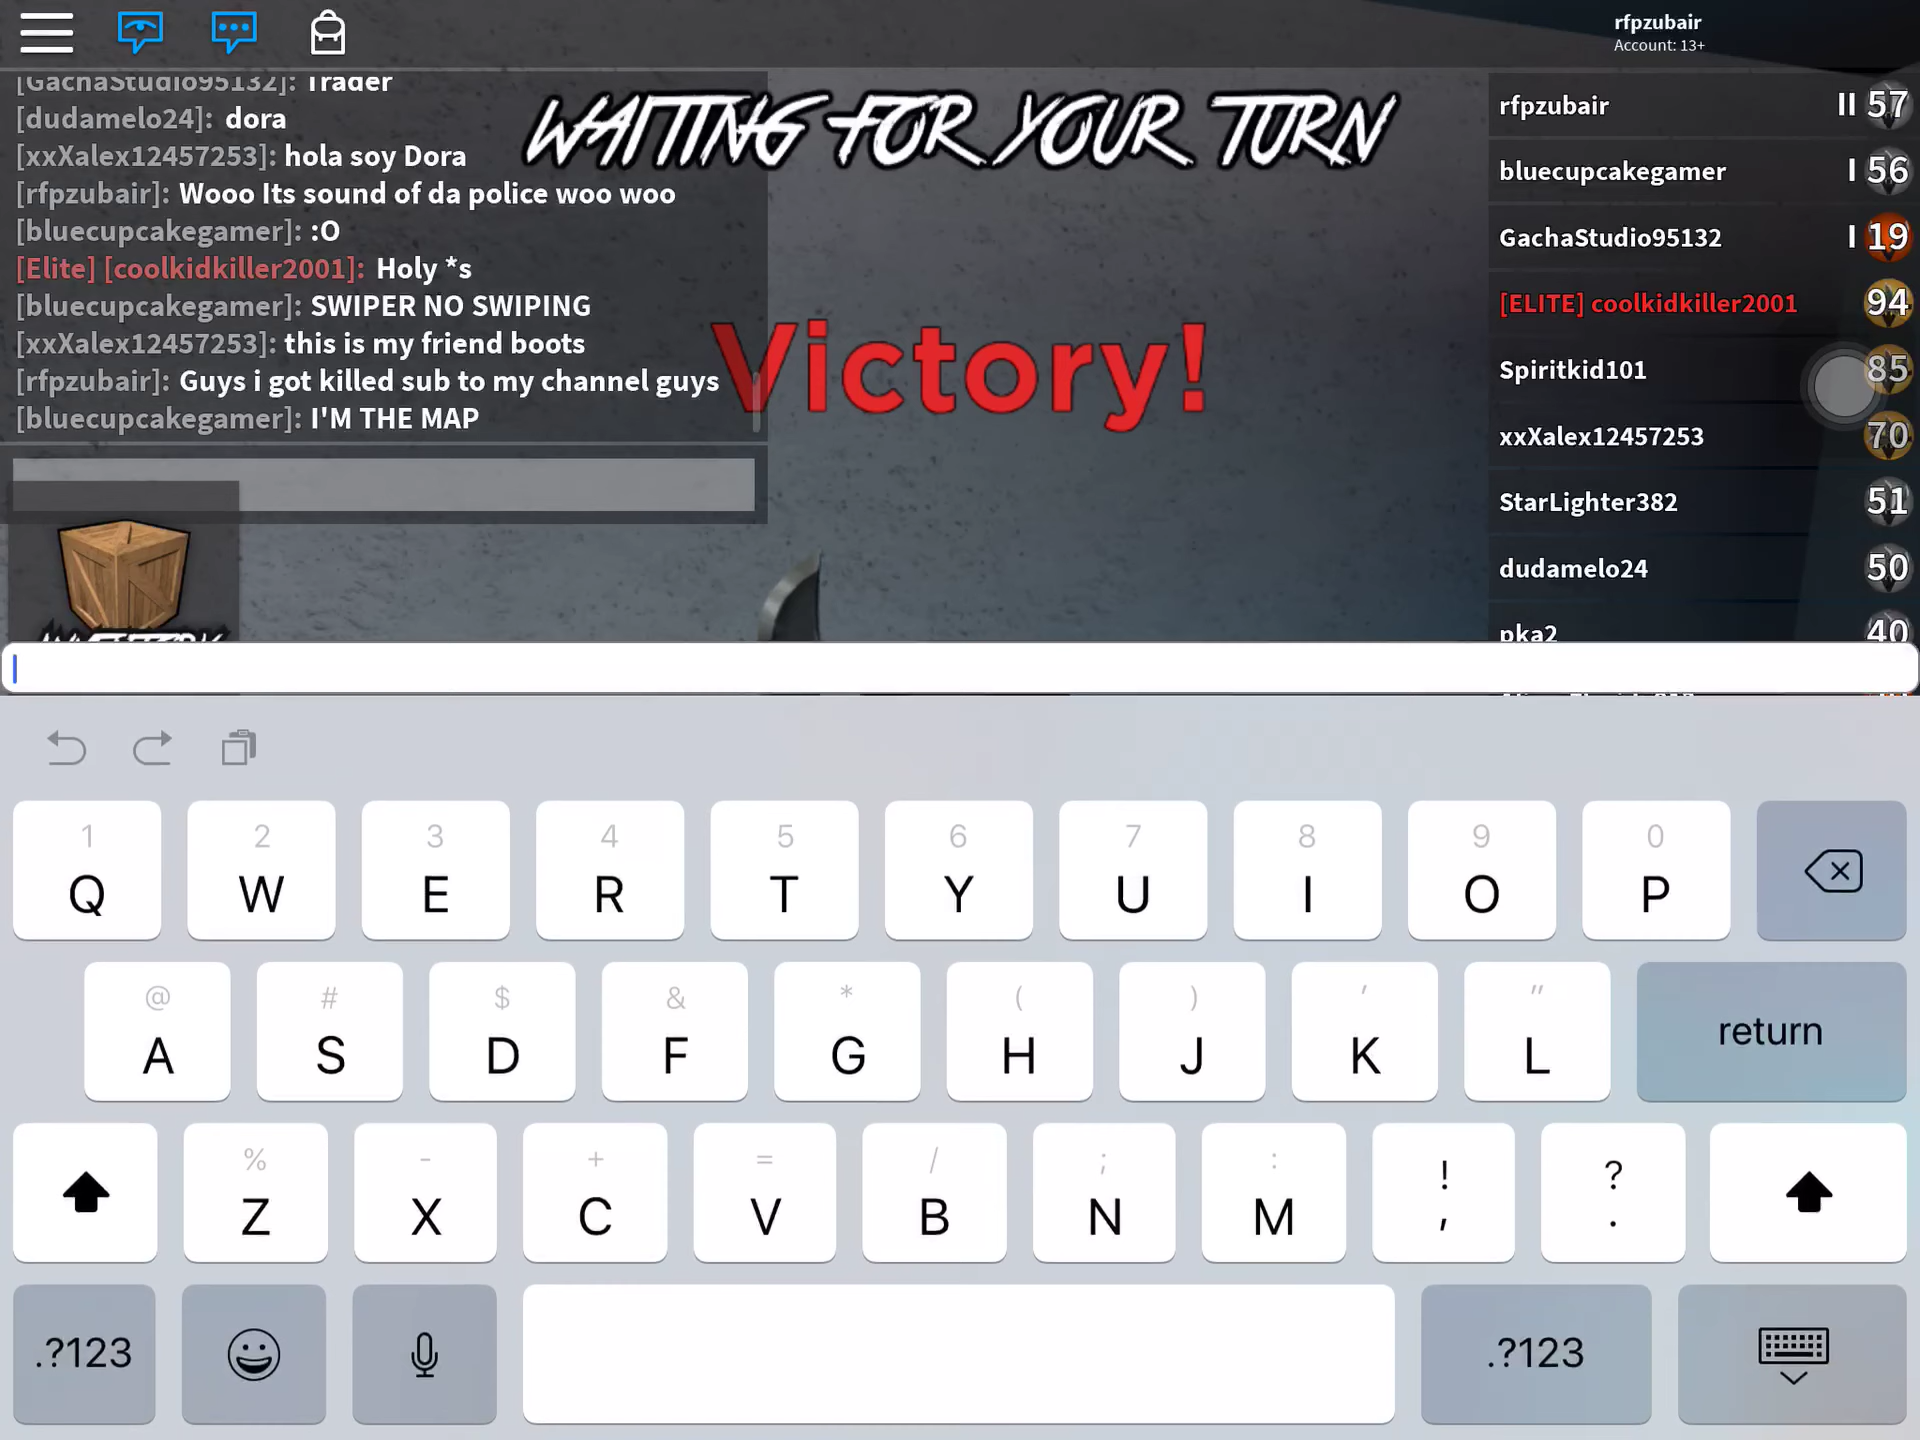 rfpzubair
Account: 13+
[GachaStudio95132]: Trader
[dudamelo24]: dora
[xxXalex12457253]: hola soy Dora
[rfpzubair]: Wooo Its sound of da police woo woo
[bluecupcakegamer]: :O
[Elite] [coolkidkiller2001]: Holy *s
[bluecupcakegamer]: SWIPER NO SWIPING
[xxXalex12457253]: this is my friend boots
[rfpzubair]: Guys i got killed sub to my channel guys
[bluecupcakegamer]: I'M THE MAP
WAITING FOR YOUR TURN
Victory!
rfpzubair II 57
bluecupcakegamer I 56
GachaStudio95132 I 19
[ELITE] coolkidkiller2001 94
Spiritkid101 85
xxXalex12457253 70
StarLighter382 51
dudamelo24 50
pka2 40
1 2 3 4 5 6 7 8 9 0
Q W E R T Y U I O P
@ # $ & * ( ) ' "
A S D F G H J K L return
% - + = / ; : ! ?
Z X C V B N M , .
.?123 .?123